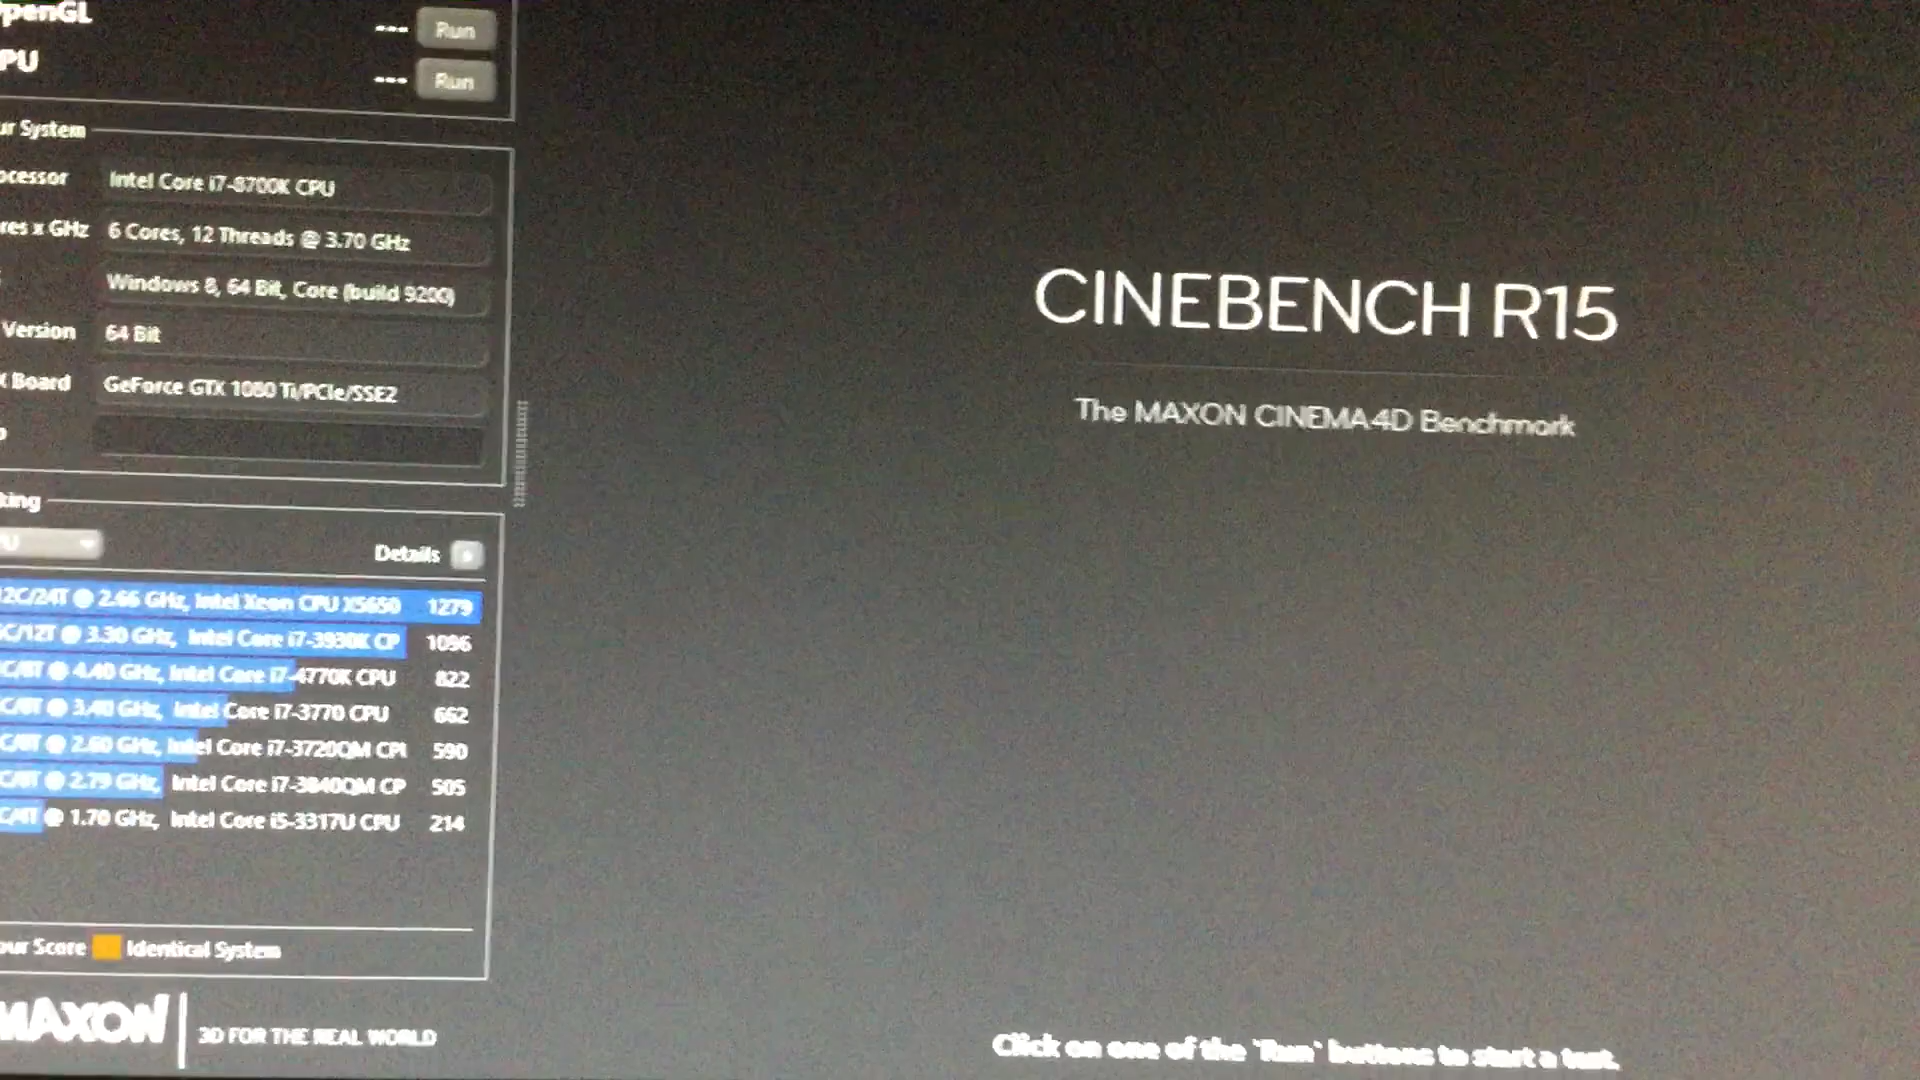 OpenGL --- Run
PU --- Run
ur System
ocessor Intel Core i7-8700K CPU
res x GHz 6 Cores, 12 Threads @ 3.70 GHz
Windows 8, 64 Bit, Core (build 9200)
Version 64 Bit
Board GeForce GTX 1080 Ti/PCIe/SSE2
king
Details
2C/24T @ 2.66 GHz, Intel Xeon CPU X5650 1279
C/12T @ 3.30 GHz, Intel Core i7-3930K CP 1096
C/8T @ 4.40 GHz, Intel Core i7-4770K CPU 822
C/8T @ 3.40 GHz, Intel Core i7-3770 CPU 662
C/8T @ 2.60 GHz, Intel Core i7-3720QM CPU 590
C/8T @ 2.79 GHz, Intel Core i7-3840QM CP 505
C/4T @ 1.70 GHz, Intel Core i5-3317U CPU 214
our Score Identical System
MAXON 3D FOR THE REAL WORLD
CINEBENCH R15
The MAXON CINEMA4D Benchmark
Click on one of the 'Run' buttons to start a test.